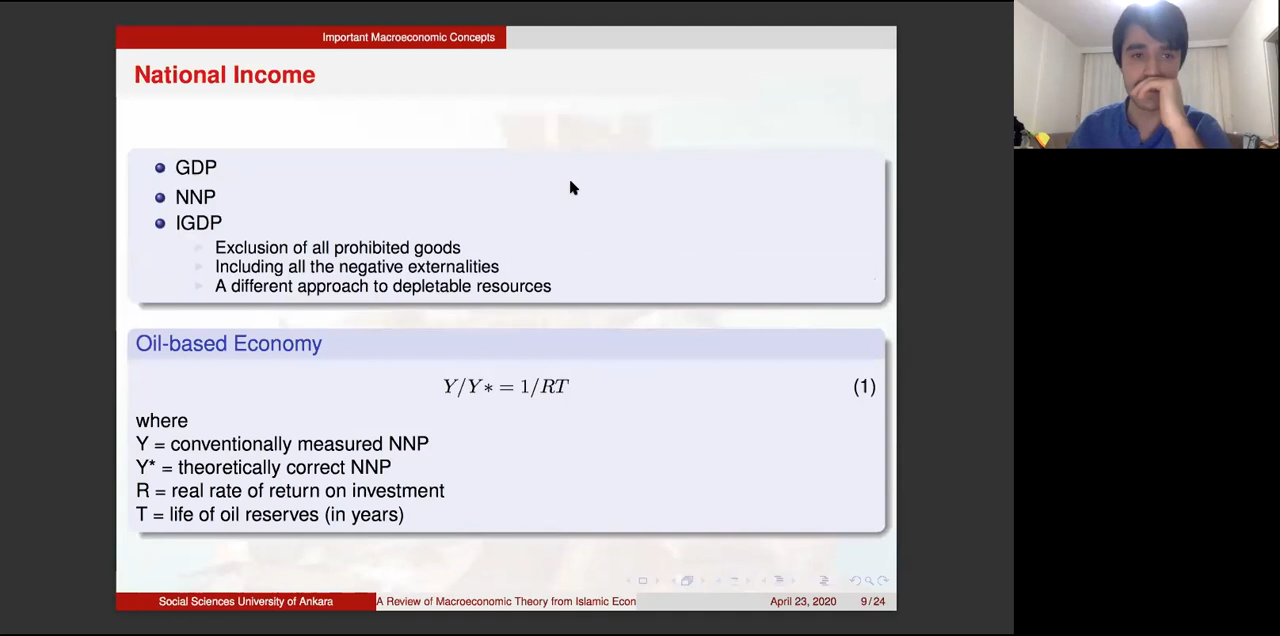 Important Macroeconomic Concepts
National Income
GDP
NNP
IGDP
Exclusion of all prohibited goods
Including all the negative externalities
A different approach to depletable resources
Oil-based Economy
Y/Y∗ = 1/RT (1)
where
Y = conventionally measured NNP
Y* = theoretically correct NNP
R = real rate of return on investment
T = life of oil reserves (in years)
Social Sciences University of Ankara A Review of Macroeconomic Theory from Islamic Econ April 23, 2020 9/24